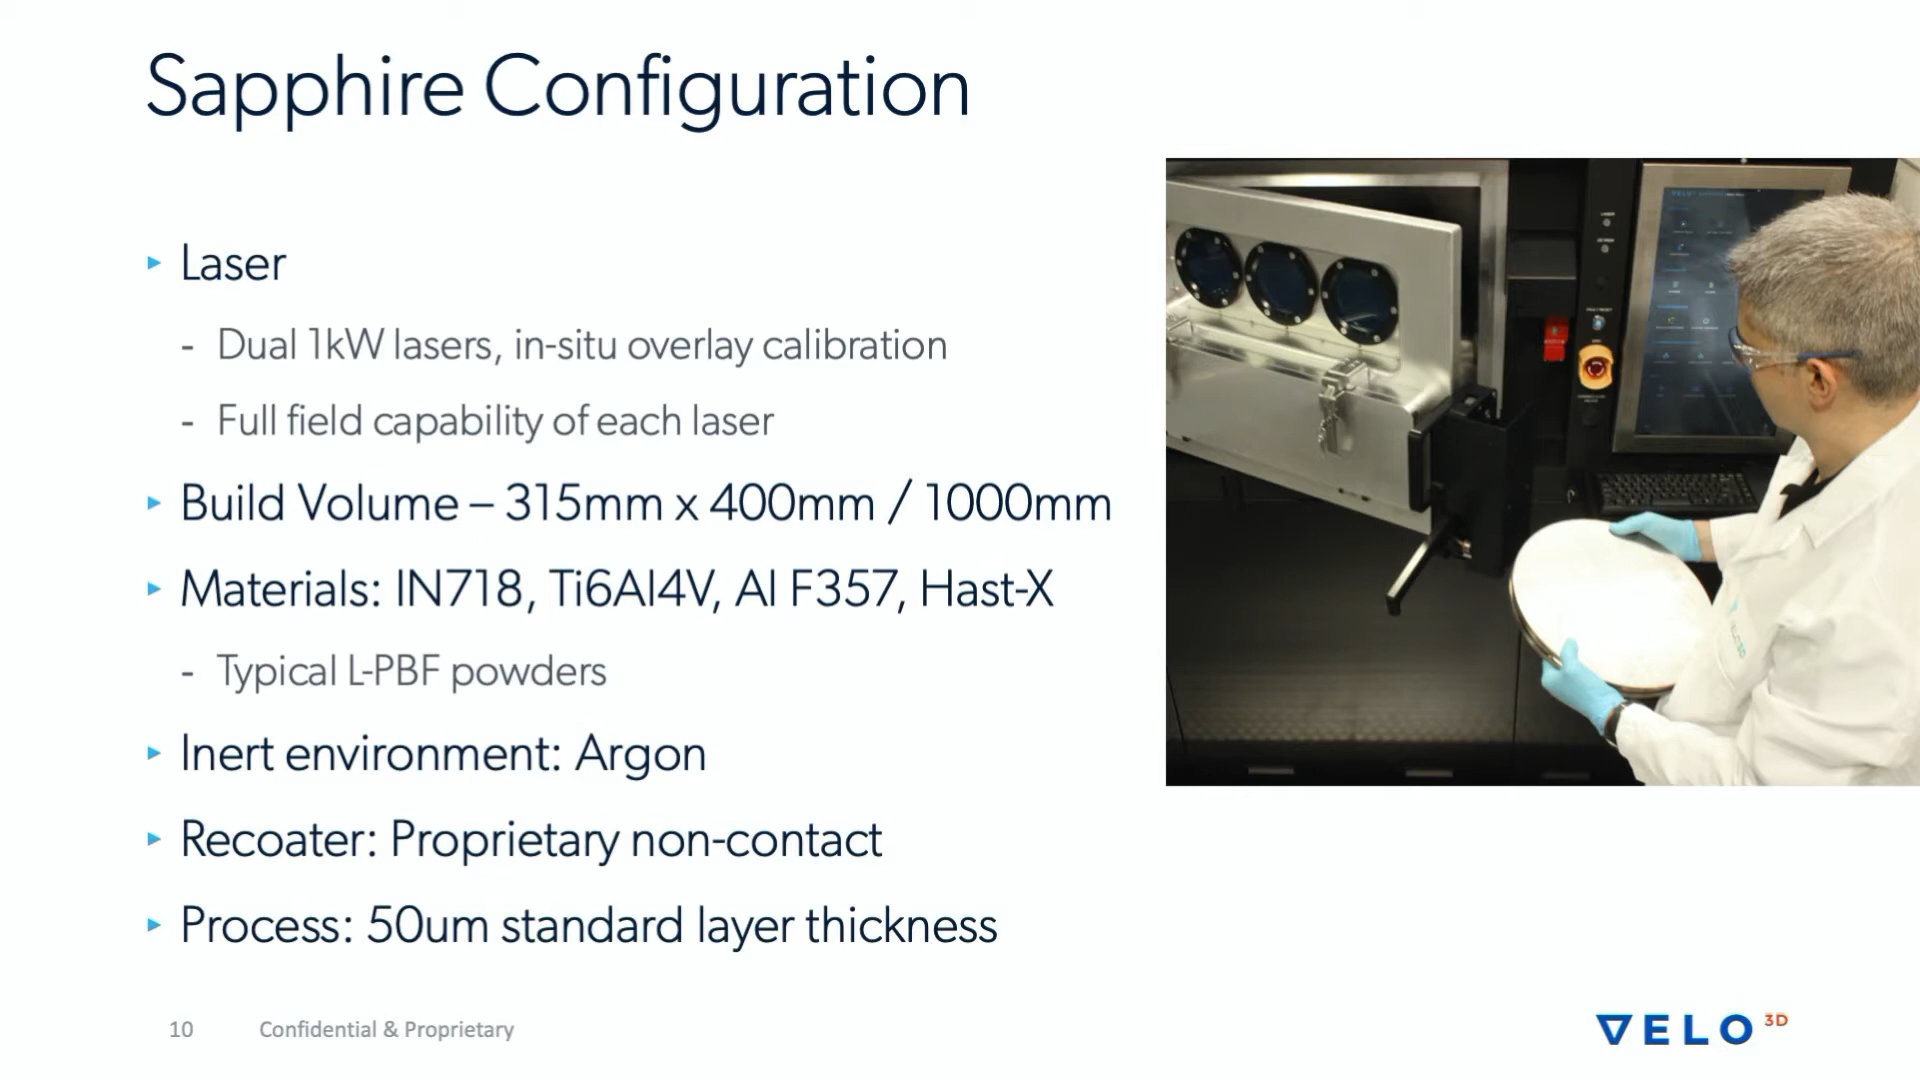 Sapphire Configuration
▸ Laser
- Dual 1kW lasers, in-situ overlay calibration
- Full field capability of each laser
▸ Build Volume – 315mm x 400mm / 1000mm
▸ Materials: IN718, Ti6Al4V, Al F357, Hast-X
- Typical L-PBF powders
▸ Inert environment: Argon
▸ Recoater: Proprietary non-contact
▸ Process: 50um standard layer thickness
10 Confidential & Proprietary
VELO 3D